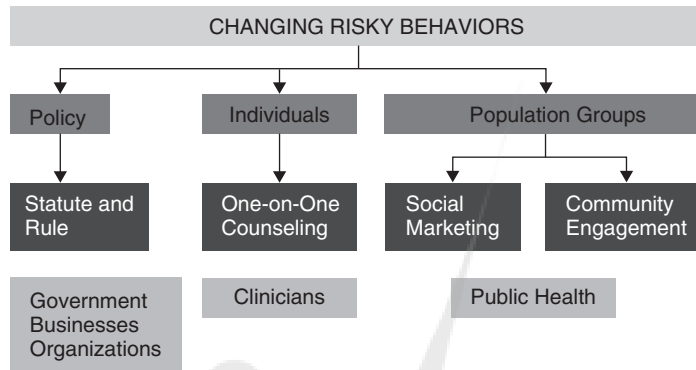 CHANGING RISKY BEHAVIORS
Policy
Individuals
Population Groups
Statute and
Rule
One-on-One
Counseling
Social
Marketing
Community
Engagement
Government
Businesses
Organizations
Clinicians
Public Health